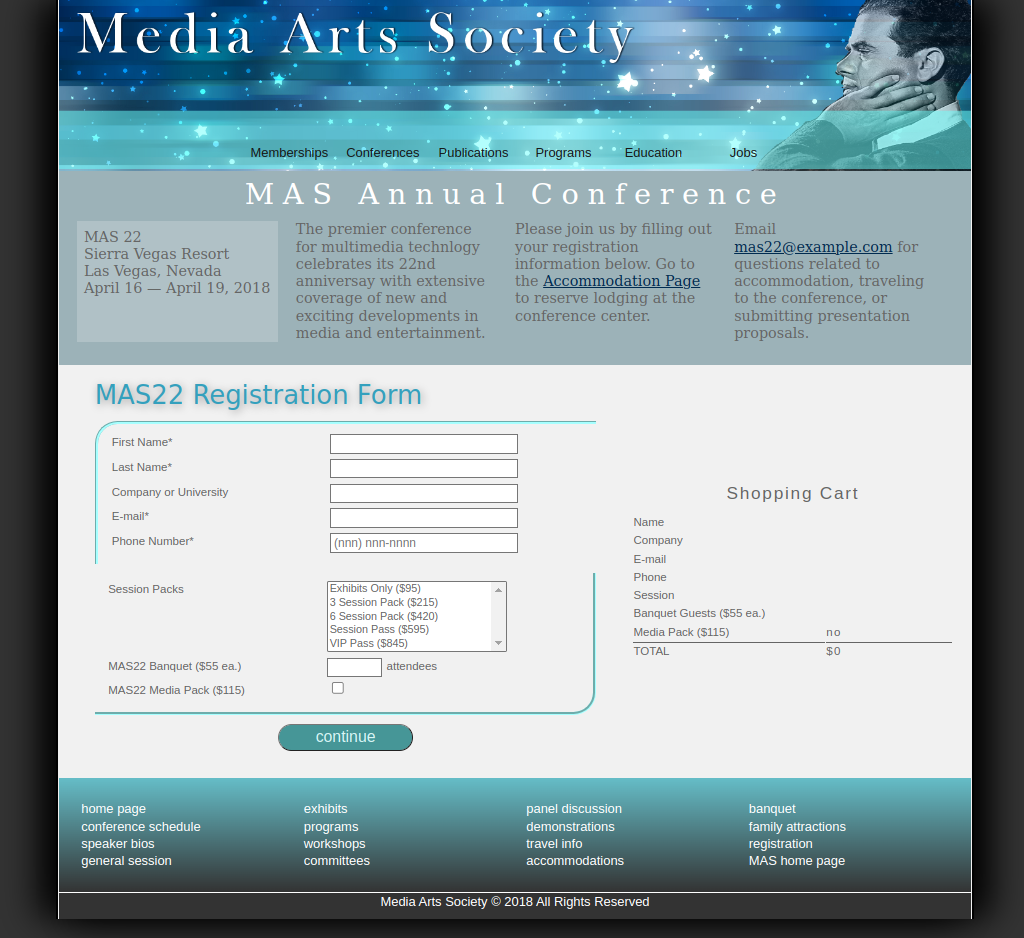 Media Arts Society
Memberships Conferences Publications Programs Education Jobs
MAS Annual Conference
MAS 22
Sierra Vegas Resort
Las Vegas, Nevada
April 16 — April 19, 2018
The premier conference
for multimedia technlogy
celebrates its 22nd
anniversay with extensive
coverage of new and
exciting developments in
media and entertainment.
Please join us by filling out
your registration
information below. Go to
the Accommodation Page
to reserve lodging at the
conference center.
Email
mas22@example.com for
questions related to
accommodation, traveling
to the conference, or
submitting presentation
proposals.
MAS22 Registration Form
First Name*
Last Name*
Company or University
E-mail*
Phone Number* (nnn) nnn-nnnn
Session Packs
Exhibits Only ($95)
3 Session Pack ($215)
6 Session Pack ($420)
Session Pass ($595)
VIP Pass ($845)
MAS22 Banquet ($55 ea.) attendees
MAS22 Media Pack ($115)
continue
Shopping Cart
Name
Company
E-mail
Phone
Session
Banquet Guests ($55 ea.)
Media Pack ($115) no
TOTAL $0
home page
conference schedule
speaker bios
general session
exhibits
programs
workshops
committees
panel discussion
demonstrations
travel info
accommodations
banquet
family attractions
registration
MAS home page
Media Arts Society © 2018 All Rights Reserved